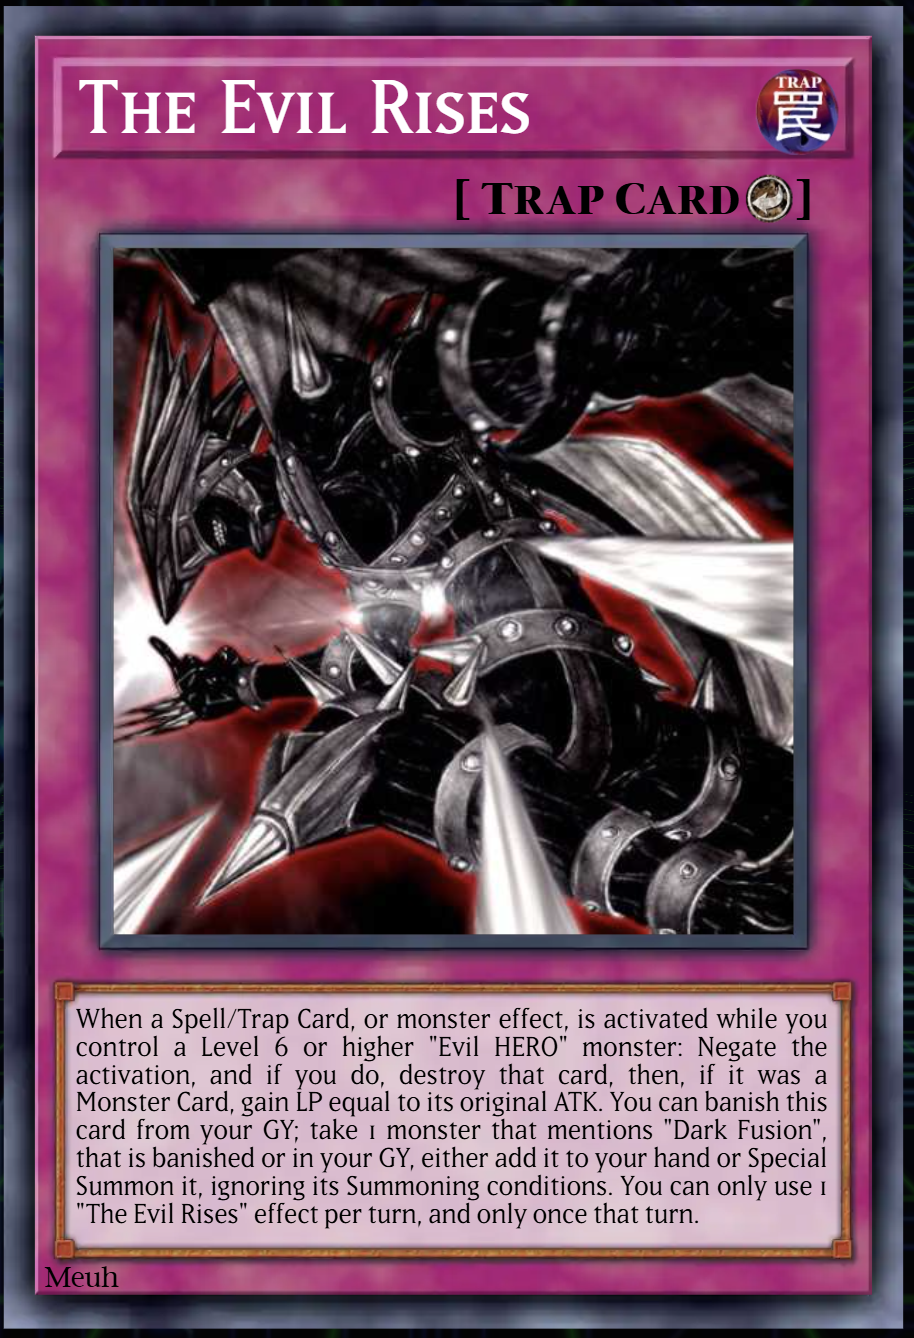 The Evil Rises
TRAP
罠
[ Trap Card ]
When a Spell/Trap Card, or monster effect, is activated while you
control a Level 6 or higher "Evil HERO" monster: Negate the
activation, and if you do, destroy that card, then, if it was a
Monster Card, gain LP equal to its original ATK. You can banish this
card from your GY; take 1 monster that mentions "Dark Fusion",
that is banished or in your GY, either add it to your hand or Special
Summon it, ignoring its Summoning conditions. You can only use 1
"The Evil Rises" effect per turn, and only once that turn.
Meuh